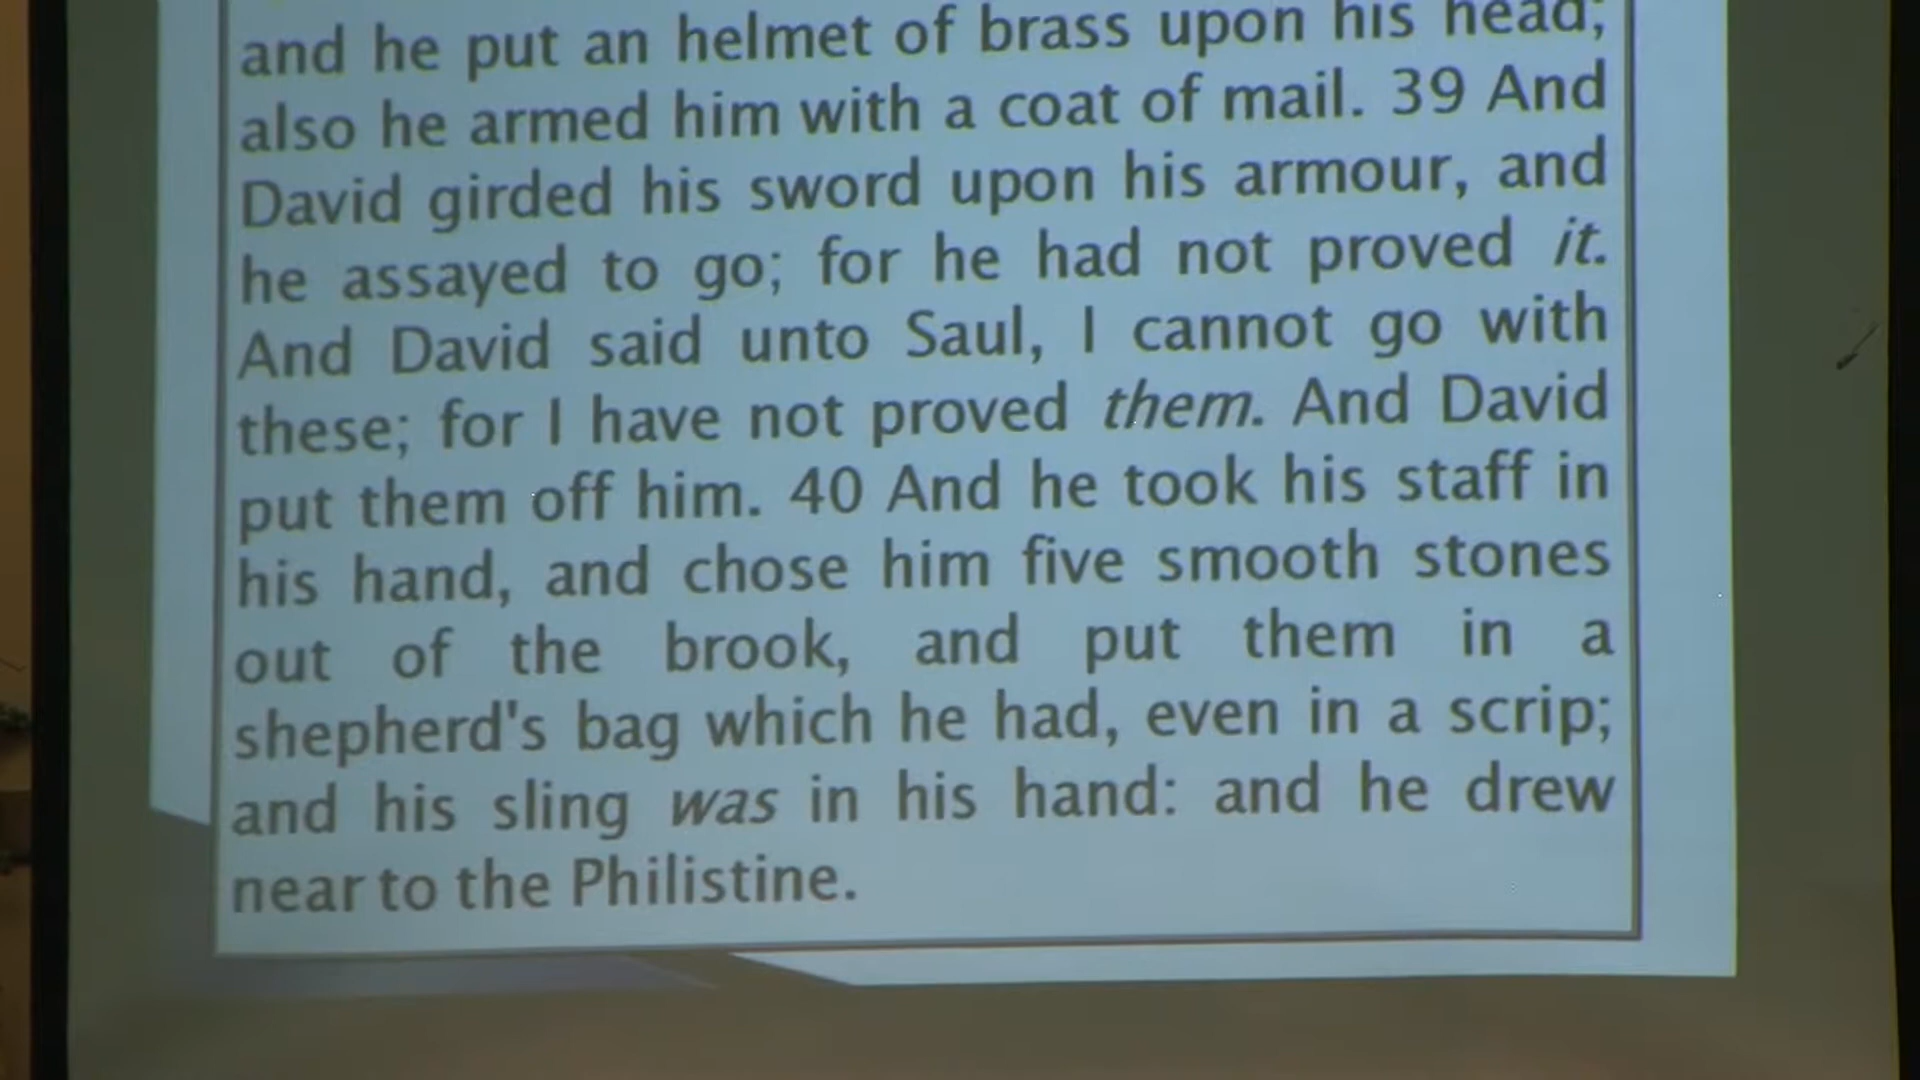 and he put an helmet of brass upon his head;
also he armed him with a coat of mail. 39 And
David girded his sword upon his armour, and
he assayed to go; for he had not proved it.
And David said unto Saul, I cannot go with
these; for I have not proved them. And David
put them off him. 40 And he took his staff in
his hand, and chose him five smooth stones
out of the brook, and put them in a
shepherd's bag which he had, even in a scrip;
and his sling was in his hand: and he drew
near to the Philistine.